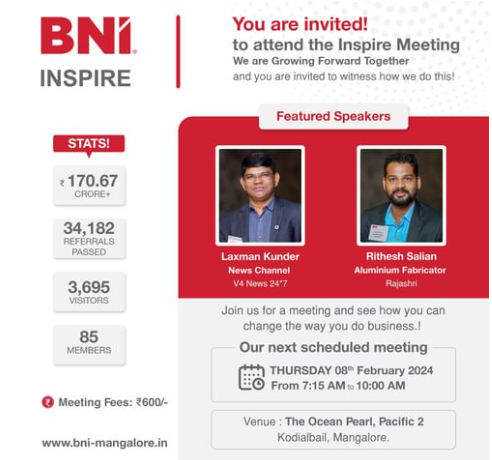 BNI®
INSPIRE
You are invited!
to attend the Inspire Meeting
We are Growing Forward Together
and you are invited to witness how we do this!
STATS!
₹ 170.67
CRORE+
34,182
REFERRALS
PASSED
3,695
VISITORS
85
MEMBERS
₹ Meeting Fees: ₹600/-
www.bni-mangalore.in
Featured Speakers
Laxman Kunder
News Channel
V4 News 24*7
Rithesh Salian
Aluminium Fabricator
Rajashri
Join us for a meeting and see how you can
change the way you do business.!
Our next scheduled meeting
THURSDAY 08th February 2024
From 7:15 AM to 10:00 AM
Venue : The Ocean Pearl, Pacific 2
Kodialbail, Mangalore.